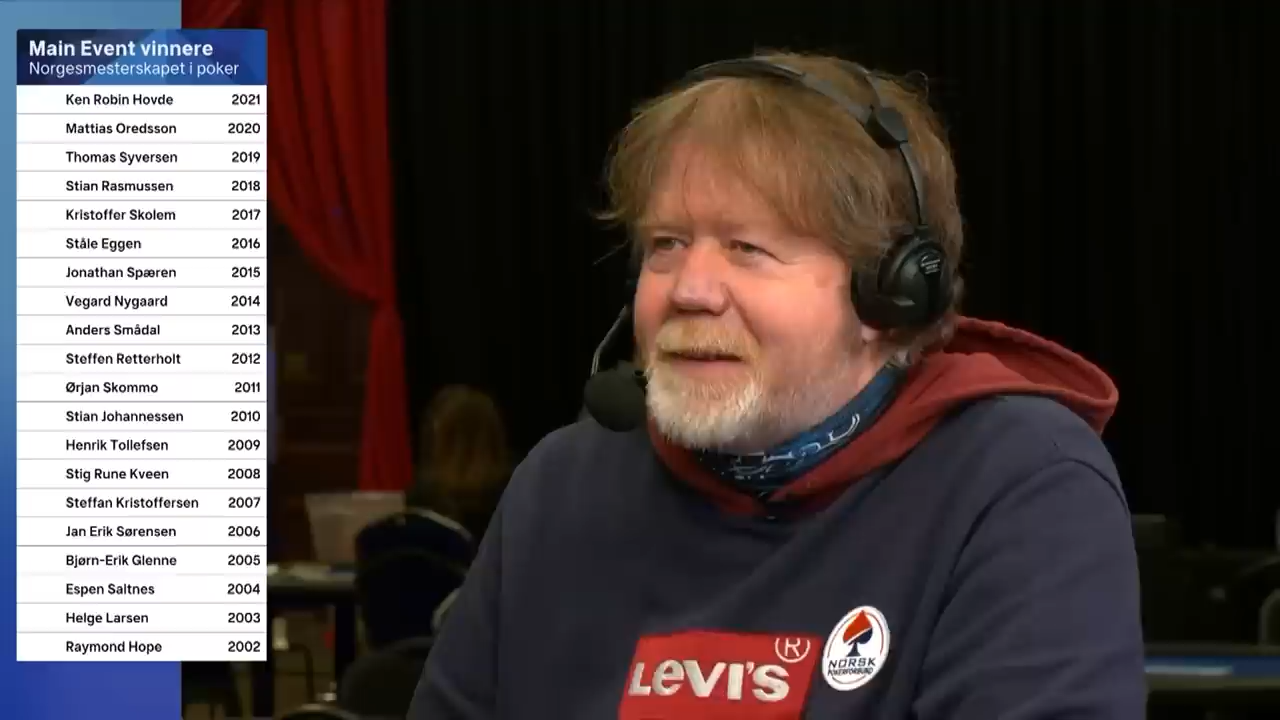 Main Event vinnere
Norgesmesterskapet i poker
Ken Robin Hovde 2021
Mattias Oredsson 2020
Thomas Syversen 2019
Stian Rasmussen 2018
Kristoffer Skolem 2017
Ståle Eggen 2016
Jonathan Spæren 2015
Vegard Nygaard 2014
Anders Smådal 2013
Steffen Retterholt 2012
Ørjan Skommo 2011
Stian Johannessen 2010
Henrik Tollefsen 2009
Stig Rune Kveen 2008
Steffan Kristoffersen 2007
Jan Erik Sørensen 2006
Bjørn-Erik Glenne 2005
Espen Saltnes 2004
Helge Larsen 2003
Raymond Hope 2002
LEVI'S ®
NORSK
POKERFORBUND